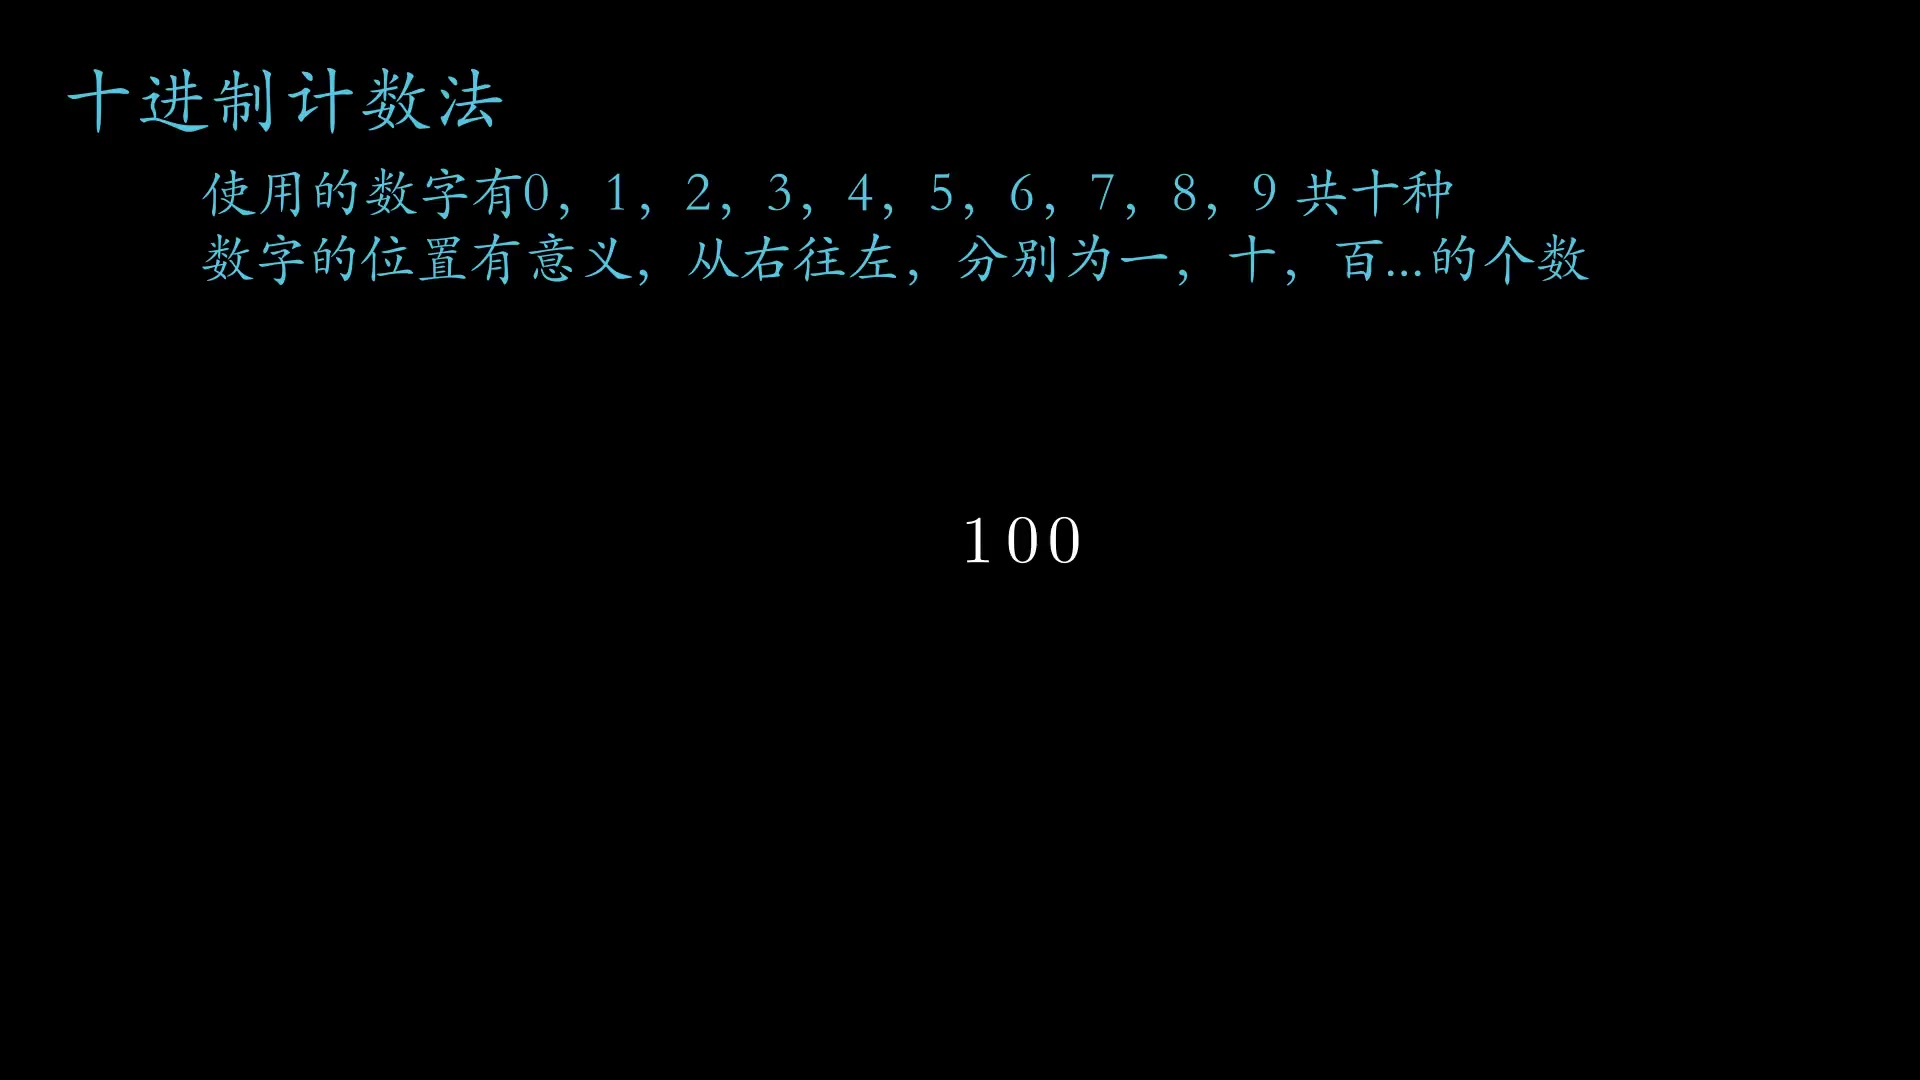 十进制计数法
使用的数字有0，1，2，3，4，5，6，7，8，9 共十种
数字的位置有意义，从右往左，分别为一，十，百...的个数
100